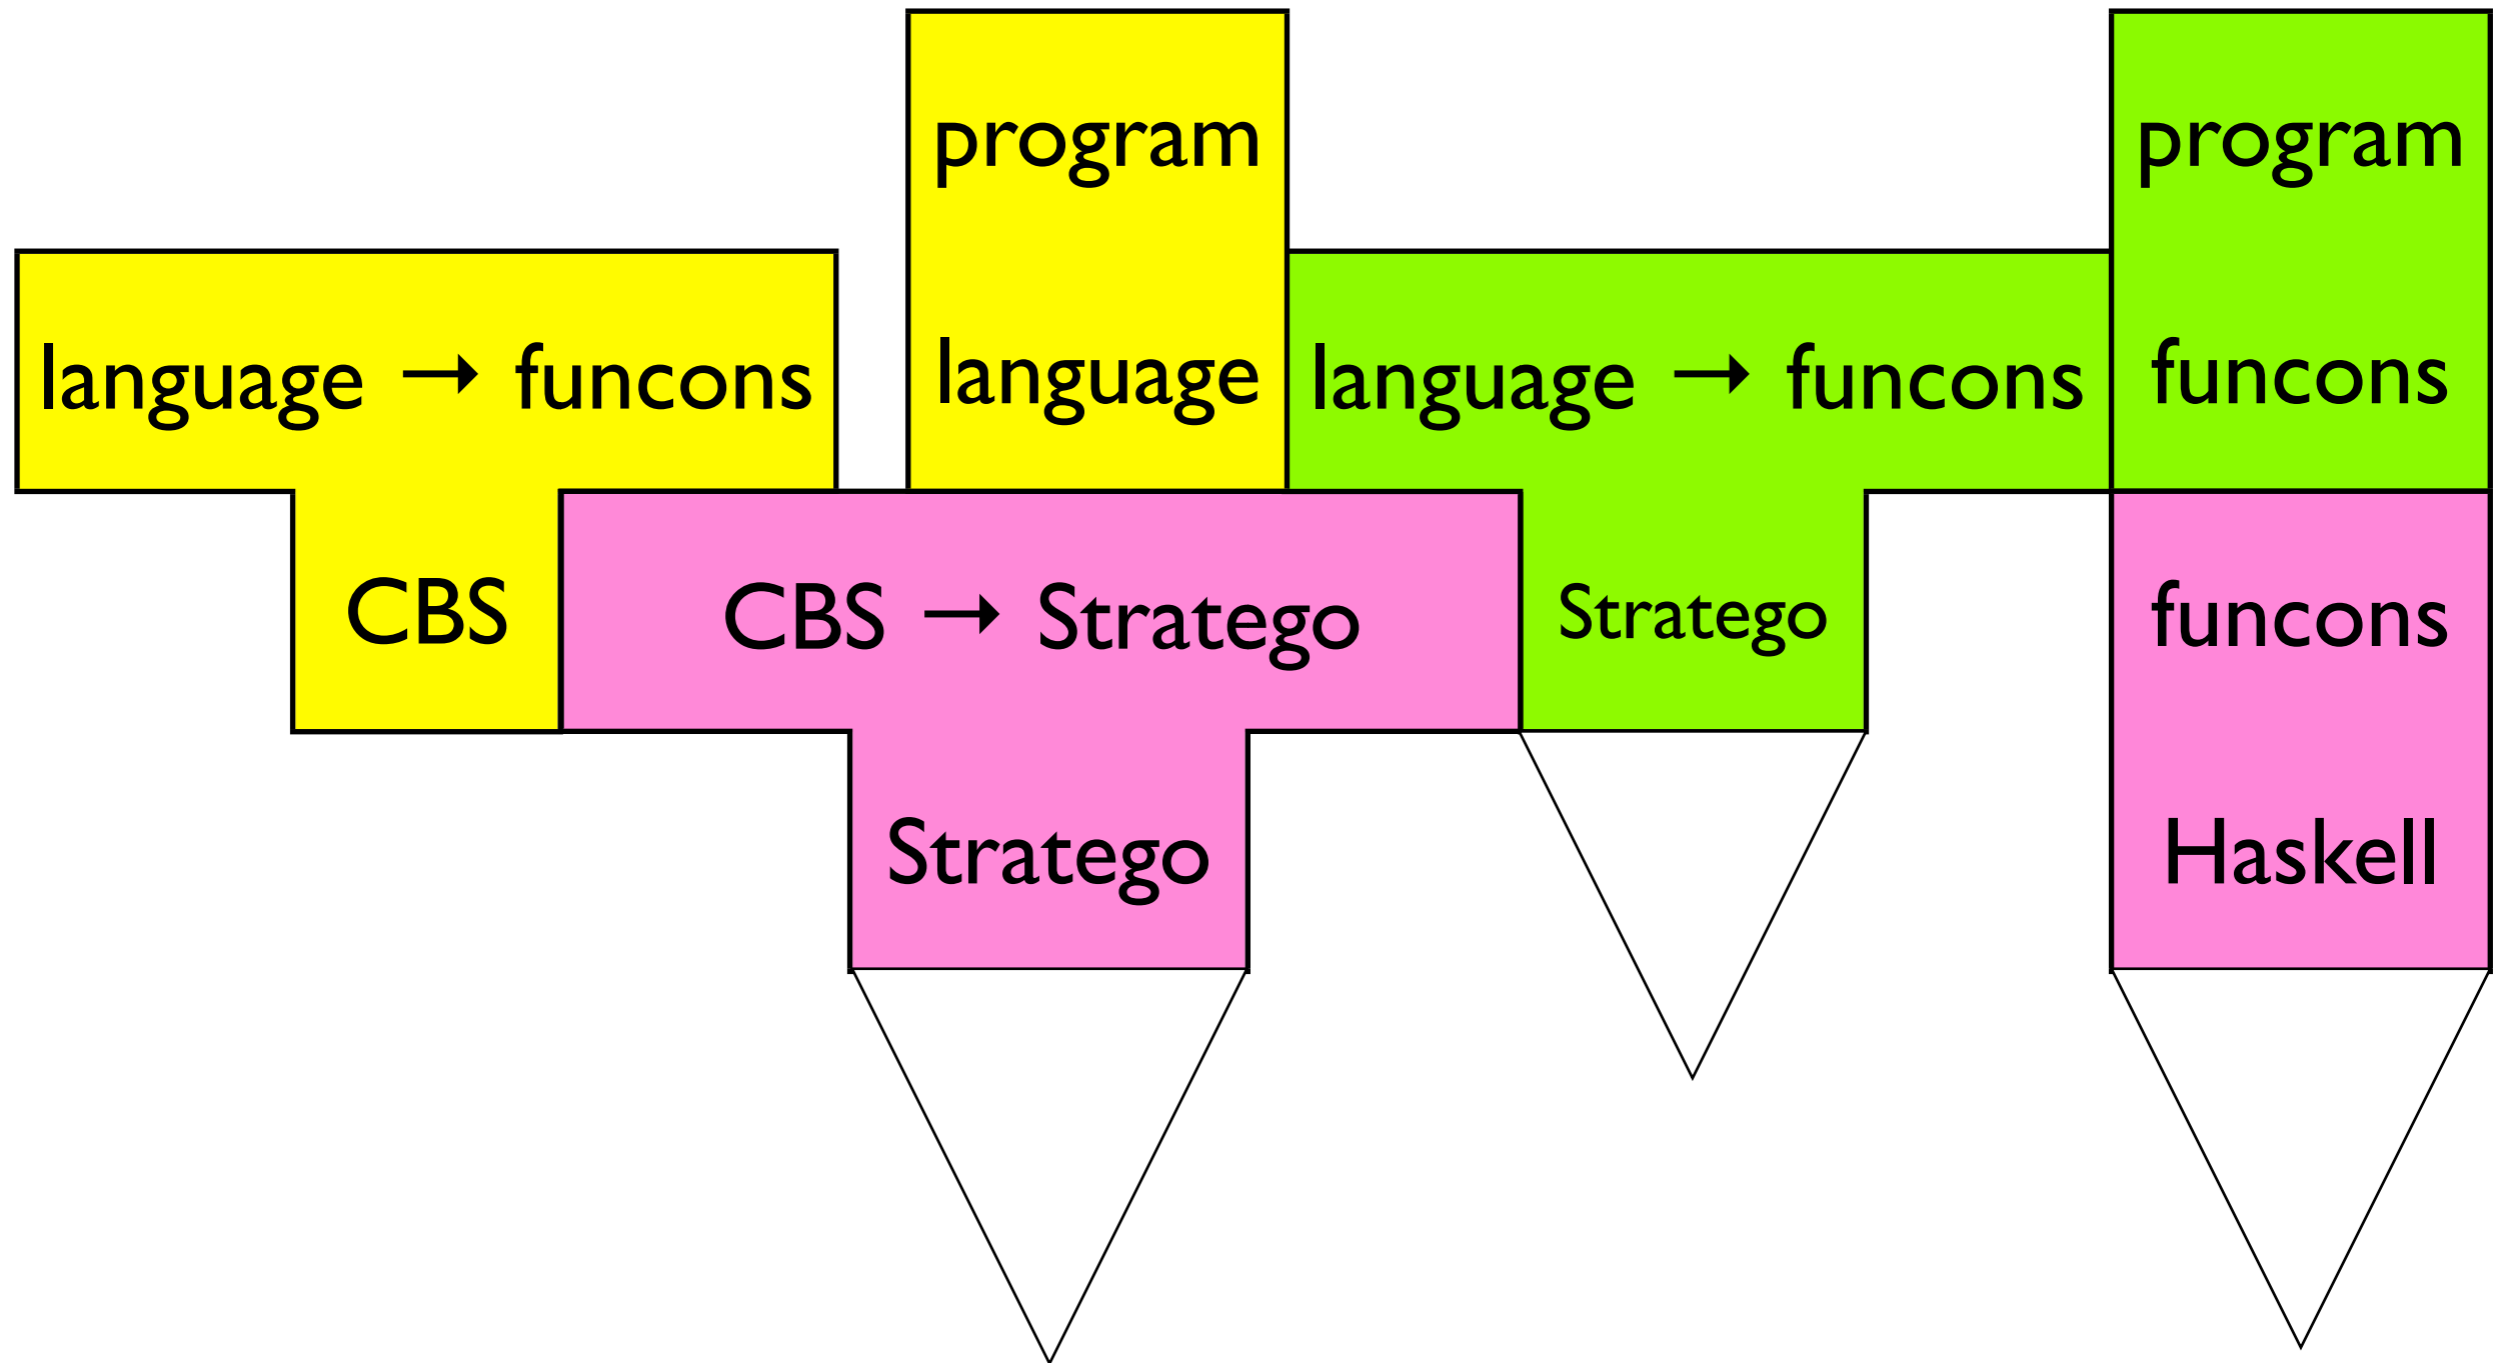 program
language
program
funcons
language → funcons
language → funcons
CBS
CBS → Stratego
Stratego
funcons
Stratego
Haskell